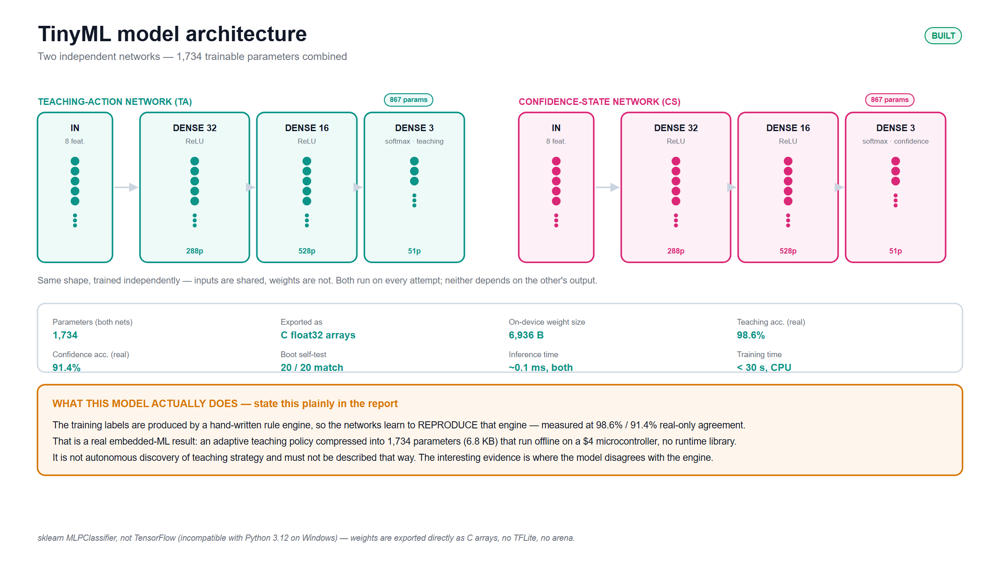 TinyML model architecture
BUILT
Two independent networks — 1,734 trainable parameters combined
TEACHING-ACTION NETWORK (TA)
867 params
IN
8 feat.
DENSE 32
ReLU
288p
DENSE 16
ReLU
528p
DENSE 3
softmax · teaching
51p
CONFIDENCE-STATE NETWORK (CS)
867 params
IN
8 feat.
DENSE 32
ReLU
288p
DENSE 16
ReLU
528p
DENSE 3
softmax · confidence
51p
Same shape, trained independently — inputs are shared, weights are not. Both run on every attempt; neither depends on the other's output.
Parameters (both nets)
1,734
Exported as
C float32 arrays
On-device weight size
6,936 B
Teaching acc. (real)
98.6%
Confidence acc. (real)
91.4%
Boot self-test
20 / 20 match
Inference time
~0.1 ms, both
Training time
< 30 s, CPU
WHAT THIS MODEL ACTUALLY DOES — state this plainly in the report
The training labels are produced by a hand-written rule engine, so the networks learn to REPRODUCE that engine — measured at 98.6% / 91.4% real-only agreement.
That is a real embedded-ML result: an adaptive teaching policy compressed into 1,734 parameters (6.8 KB) that run offline on a $4 microcontroller, no runtime library.
It is not autonomous discovery of teaching strategy and must not be described that way. The interesting evidence is where the model disagrees with the engine.
sklearn MLPClassifier, not TensorFlow (incompatible with Python 3.12 on Windows) — weights are exported directly as C arrays, no TFLite, no arena.